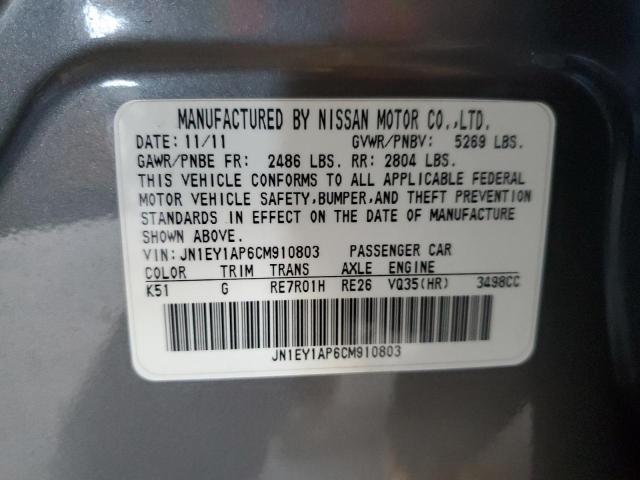 MANUFACTURED BY NISSAN MOTOR CO.,LTD.
DATE: 11/11 GVWR/PNBV: 5269 LBS.
GAWR/PNBE FR: 2486 LBS. RR: 2804 LBS.
THIS VEHICLE CONFORMS TO ALL APPLICABLE FEDERAL
MOTOR VEHICLE SAFETY,BUMPER,AND THEFT PREVENTION
STANDARDS IN EFFECT ON THE DATE OF MANUFACTURE
SHOWN ABOVE.
VIN: JN1EY1AP6CM910803 PASSENGER CAR
COLOR TRIM TRANS AXLE ENGINE
K51 G RE7R01H RE26 VQ35(HR) 3498CC
JN1EY1AP6CM910803